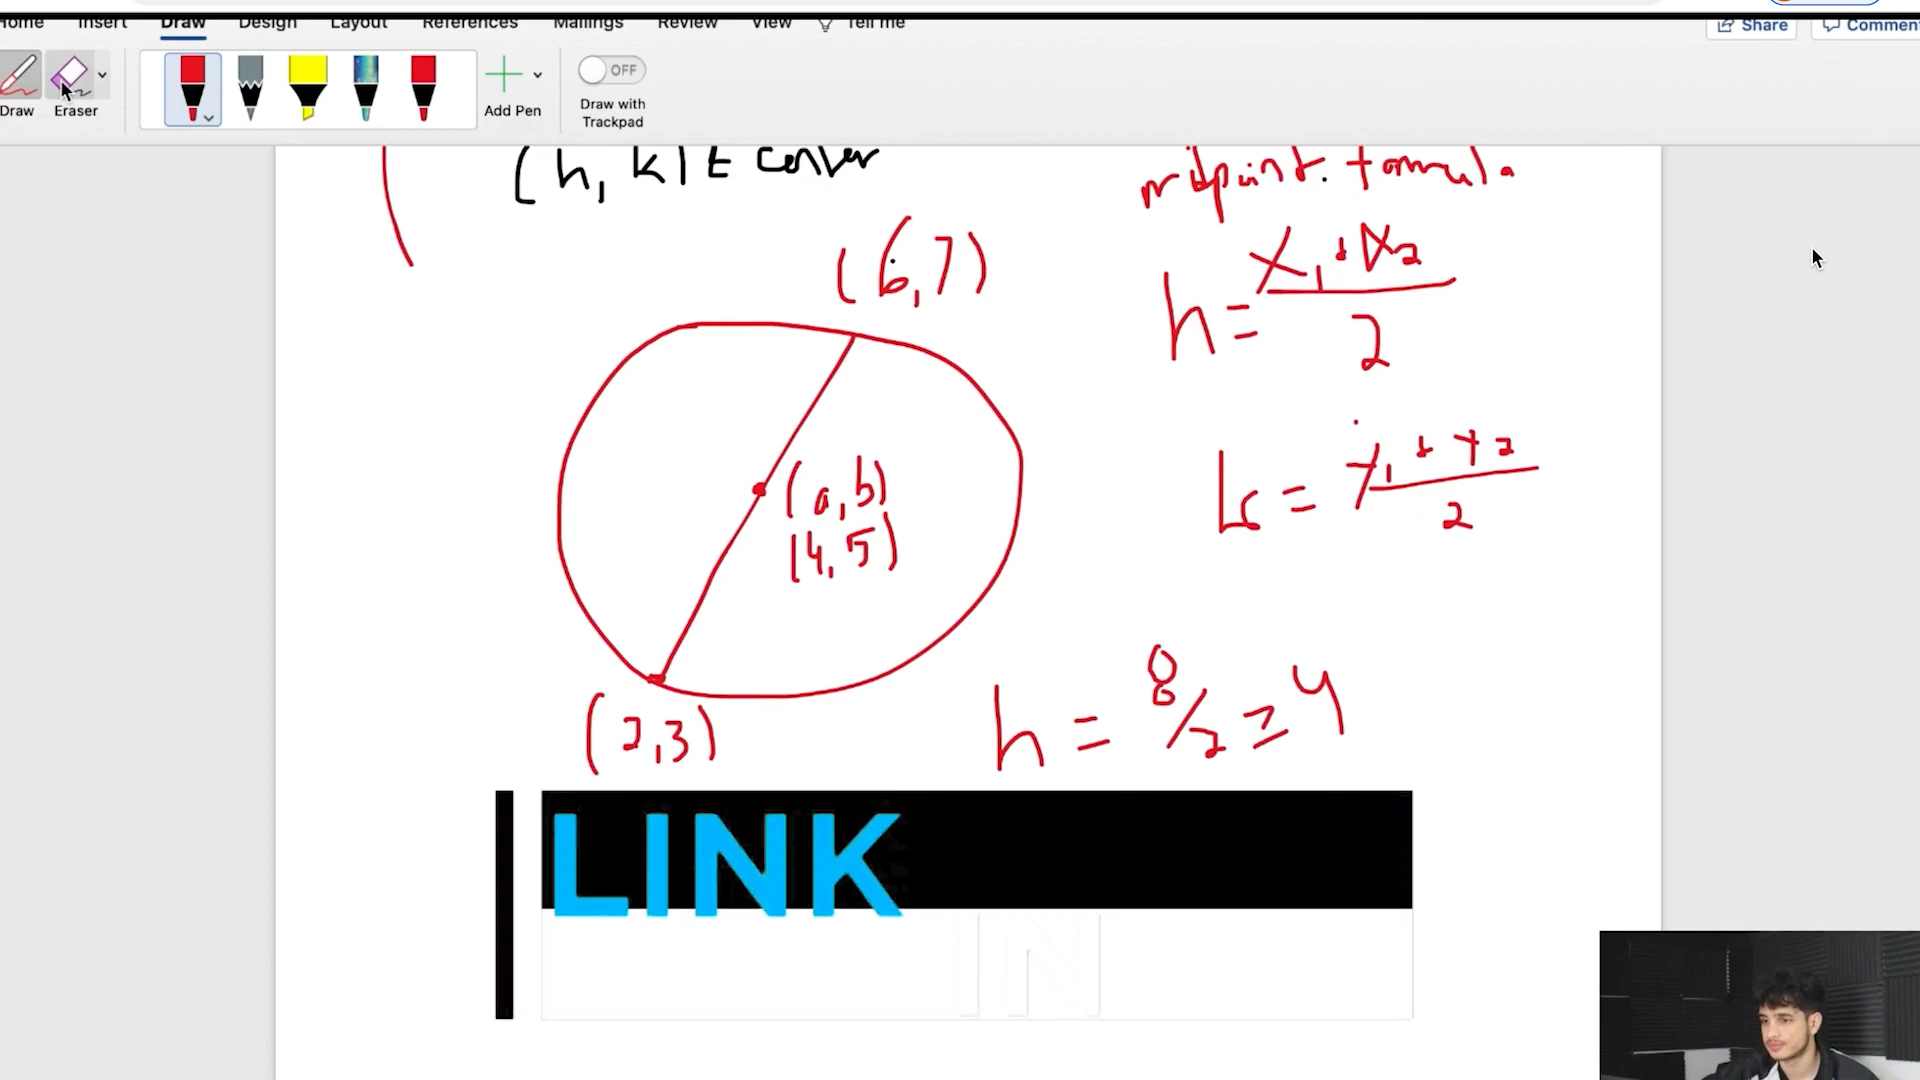 Home Insert Draw Design Layout References Mailings Review View Tell me
Share Comment
Draw Eraser Add Pen OFF
Draw with
Trackpad
(h, k) ← center
midpoint formula
(6,7)
h = x₁ + x₂ / 2
(a, b)
(4, 5)
k = y₁ + y₂ / 2
(2,3)
h = 8/2 = 4
LINK
IN